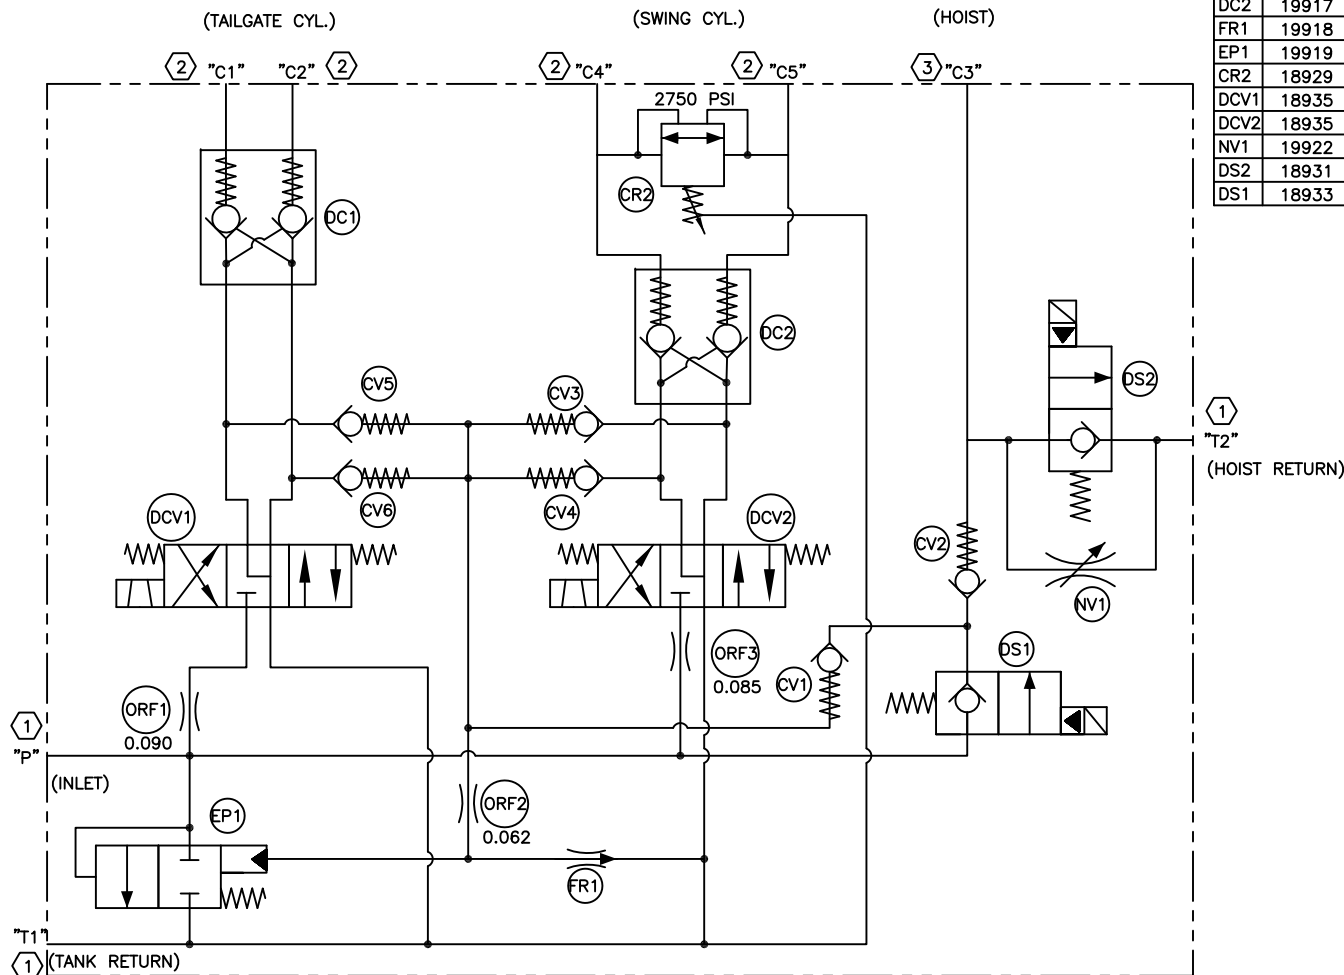 (TAILGATE CYL.) (SWING CYL.) (HOIST)
2 "C1" "C2" 2 2 "C4" 2 "C5" 3 "C3"
2750 PSI
CR2
DC1
DC2
DC2 19917
FR1 19918
EP1 19919
CR2 18929
DCV1 18935
DCV2 18935
NV1 19922
DS2 18931
DS1 18933
CV5 CV3
DS2
1
"T2"
(HOIST RETURN)
CV6 CV4
DCV1 DCV2
CV2
NV1
ORF3
0.085
CV1
DS1
ORF1
0.090
1
"P"
(INLET)
EP1
ORF2
0.062
FR1
"T1"
1 (TANK RETURN)